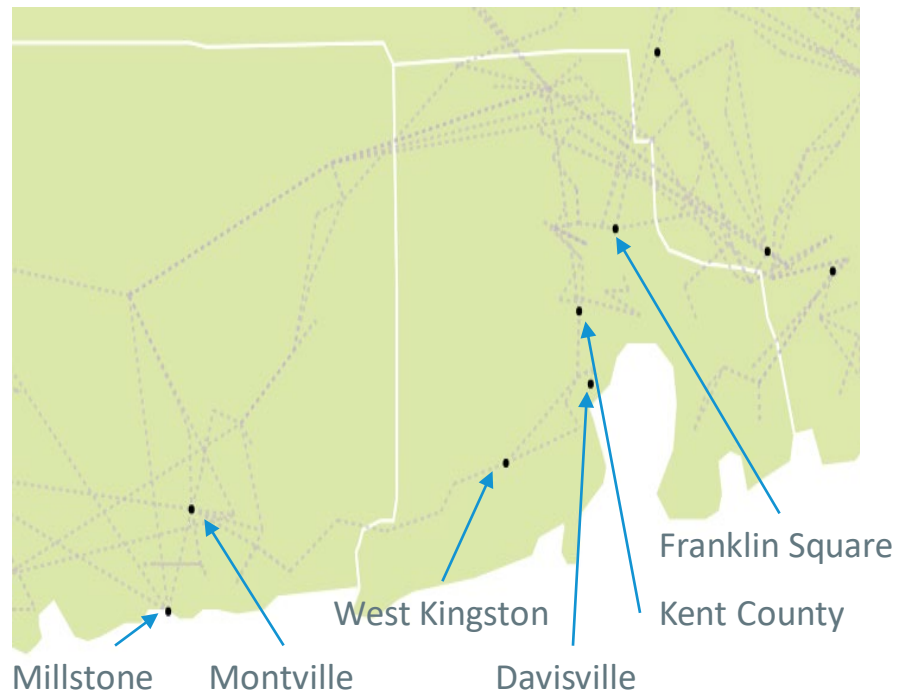 Franklin Square
West Kingston
Kent County
Millstone
Montville
Davisville